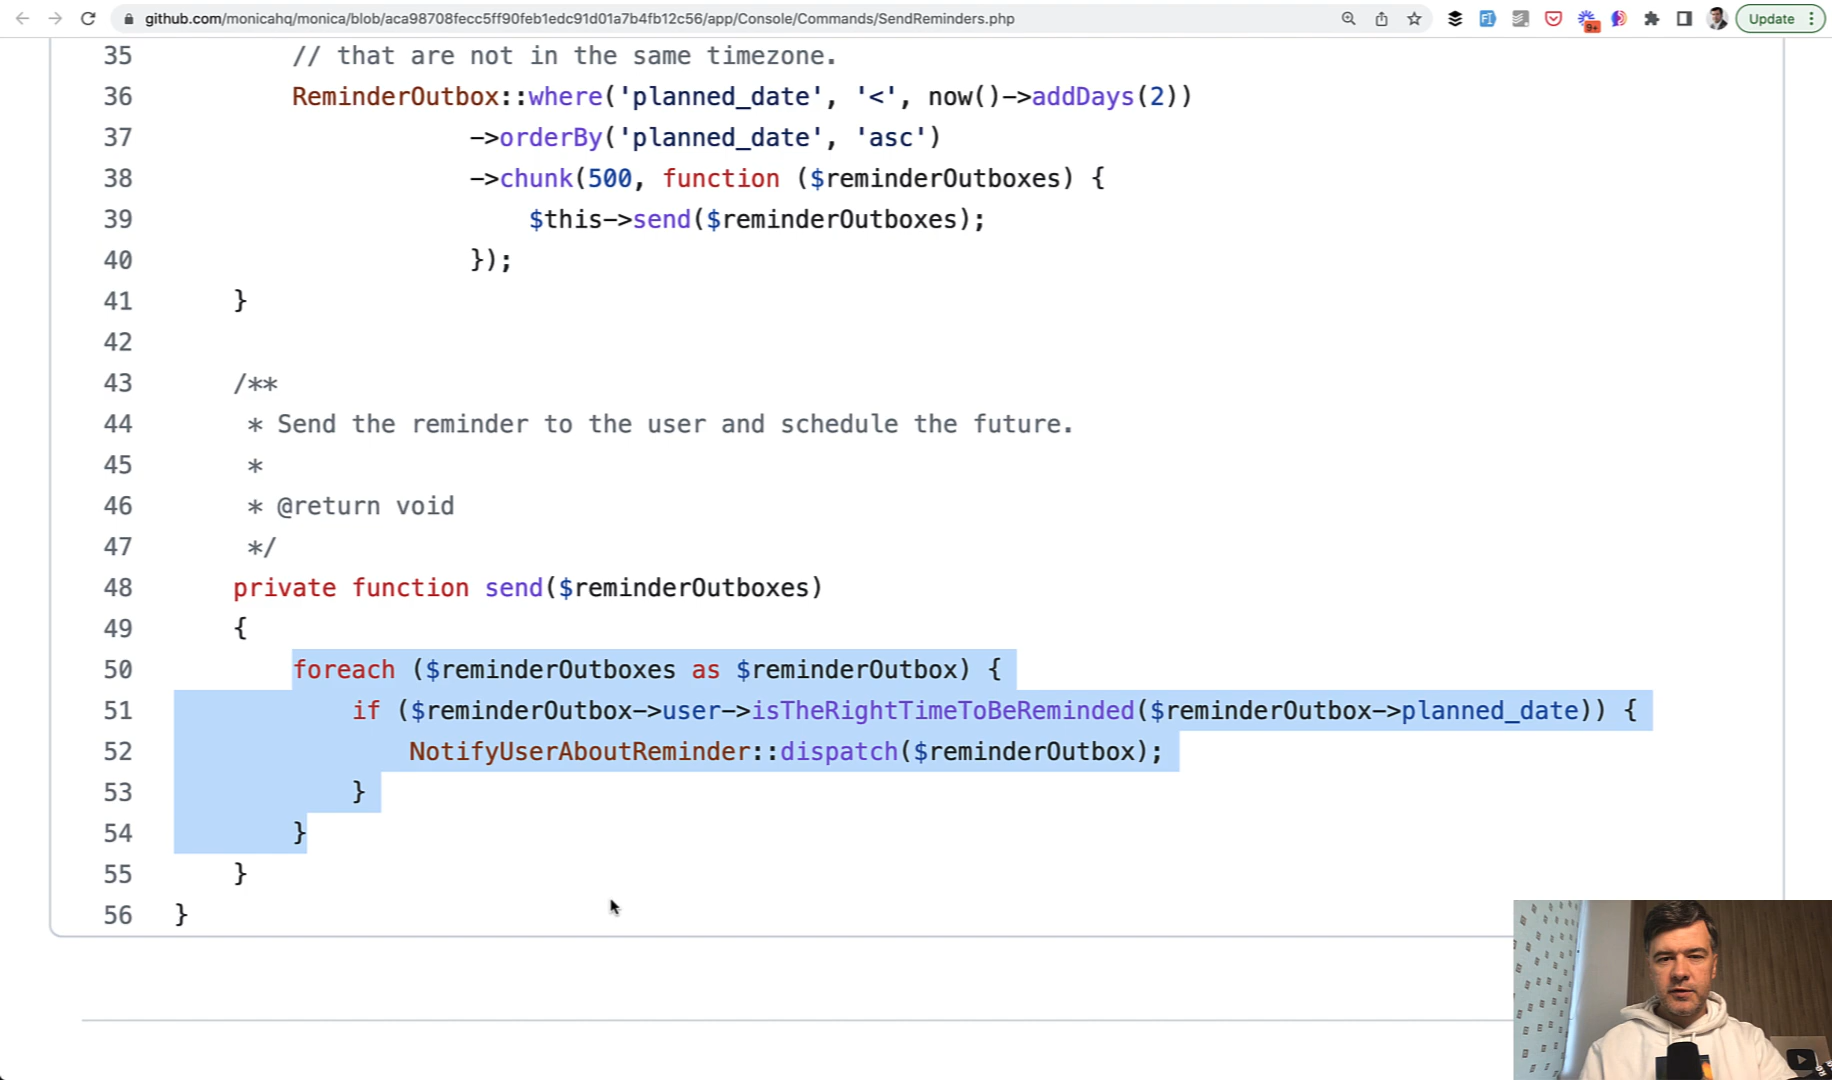 github.com/monicahq/monica/blob/aca98708fecc5ff90feb1edc91d01a7b4fb12c56/app/Console/Commands/SendReminders.php
9+
Update
35 // that are not in the same timezone.
36 ReminderOutbox::where('planned_date', '<', now()->addDays(2))
37 ->orderBy('planned_date', 'asc')
38 ->chunk(500, function ($reminderOutboxes) {
39 $this->send($reminderOutboxes);
40 });
41 }
42
43 /**
44 * Send the reminder to the user and schedule the future.
45 *
46 * @return void
47 */
48 private function send($reminderOutboxes)
49 {
50 foreach ($reminderOutboxes as $reminderOutbox) {
51 if ($reminderOutbox->user->isTheRightTimeToBeReminded($reminderOutbox->planned_date)) {
52 NotifyUserAboutReminder::dispatch($reminderOutbox);
53 }
54 }
55 }
56 }